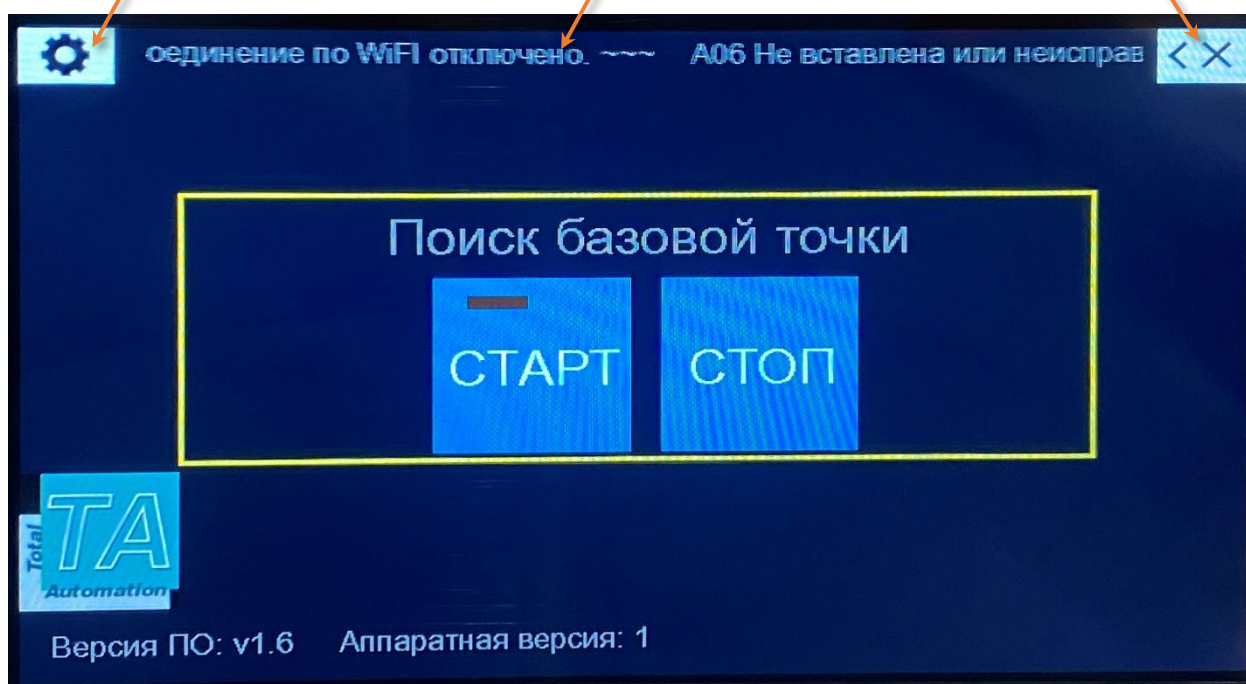 оединение по WiFI отключено. ~~~ A06 Не вставлена или неисправ
Поиск базовой точки
СТАРТ СТОП
Total
TA
Automation
Версия ПО: v1.6 Аппаратная версия: 1